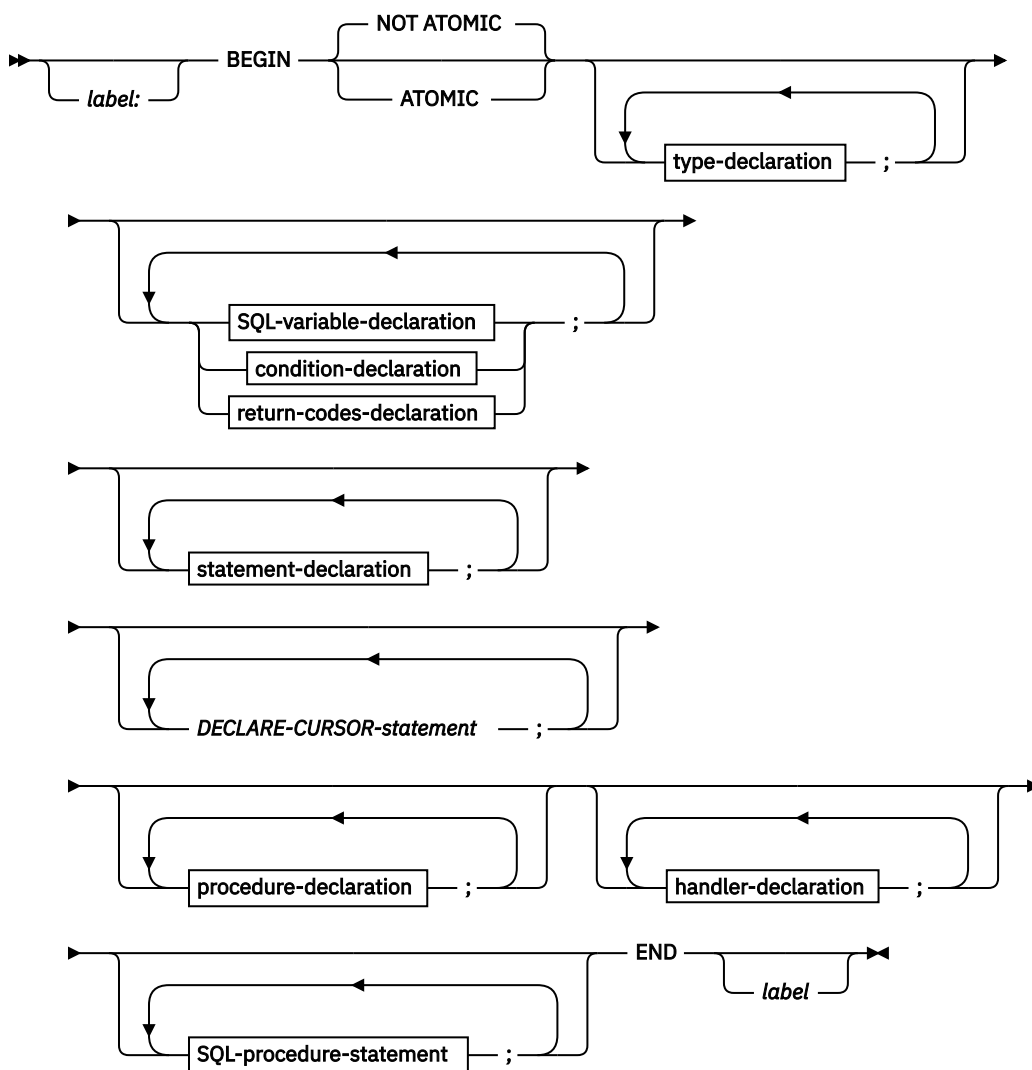 NOT ATOMIC
label: BEGIN
ATOMIC
type-declaration ;
SQL-variable-declaration ;
condition-declaration
return-codes-declaration
statement-declaration ;
DECLARE-CURSOR-statement ;
procedure-declaration ; handler-declaration ;
END
label
SQL-procedure-statement ;